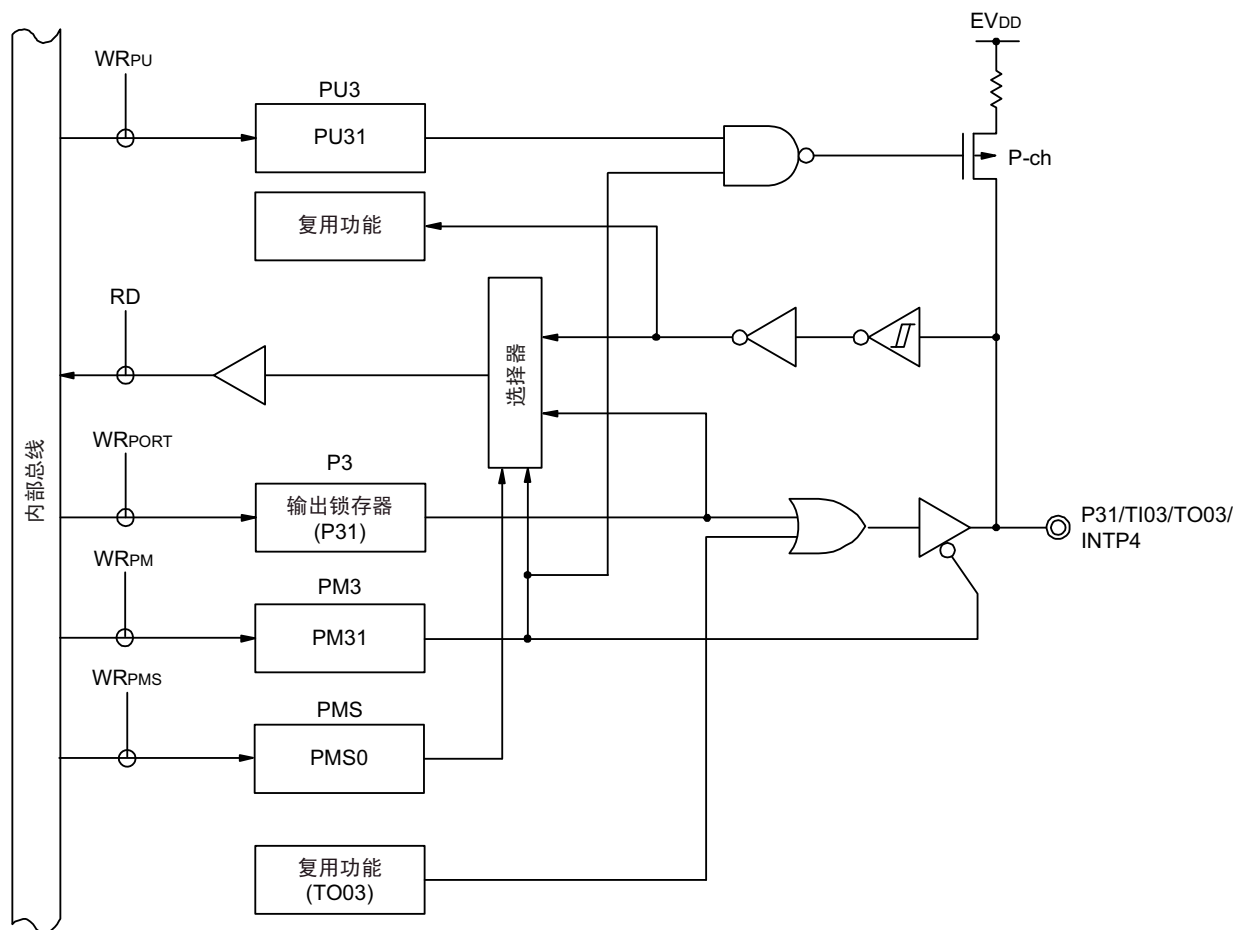 EVDD
WRPU
PU3
PU31
P-ch
复用功能
RD
选择器
内部总线
WRPORT
P3
输出锁存器
(P31)
P31/TI03/TO03/
INTP4
WRPM
PM3
PM31
WRPMS
PMS
PMS0
复用功能
(TO03)